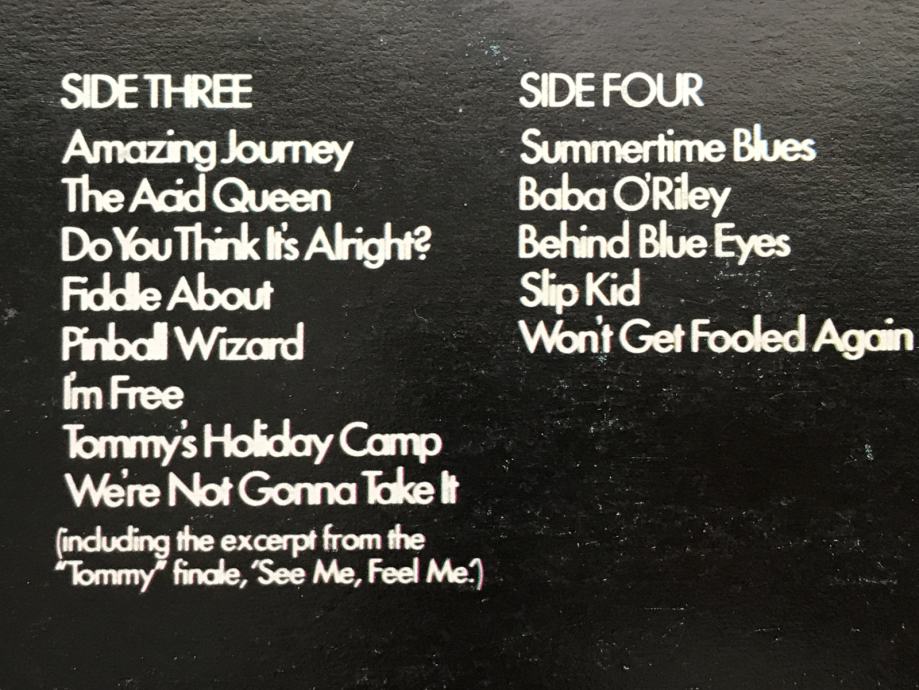 SIDE THREE
Amazing Journey
The Acid Queen
Do You Think It's Alright?
Fiddle About
Pinball Wizard
I'm Free
Tommy's Holiday Camp
We're Not Gonna Take It
(including the excerpt from the
"Tommy" finale, 'See Me, Feel Me.')
SIDE FOUR
Summertime Blues
Baba O'Riley
Behind Blue Eyes
Slip Kid
Won't Get Fooled Again